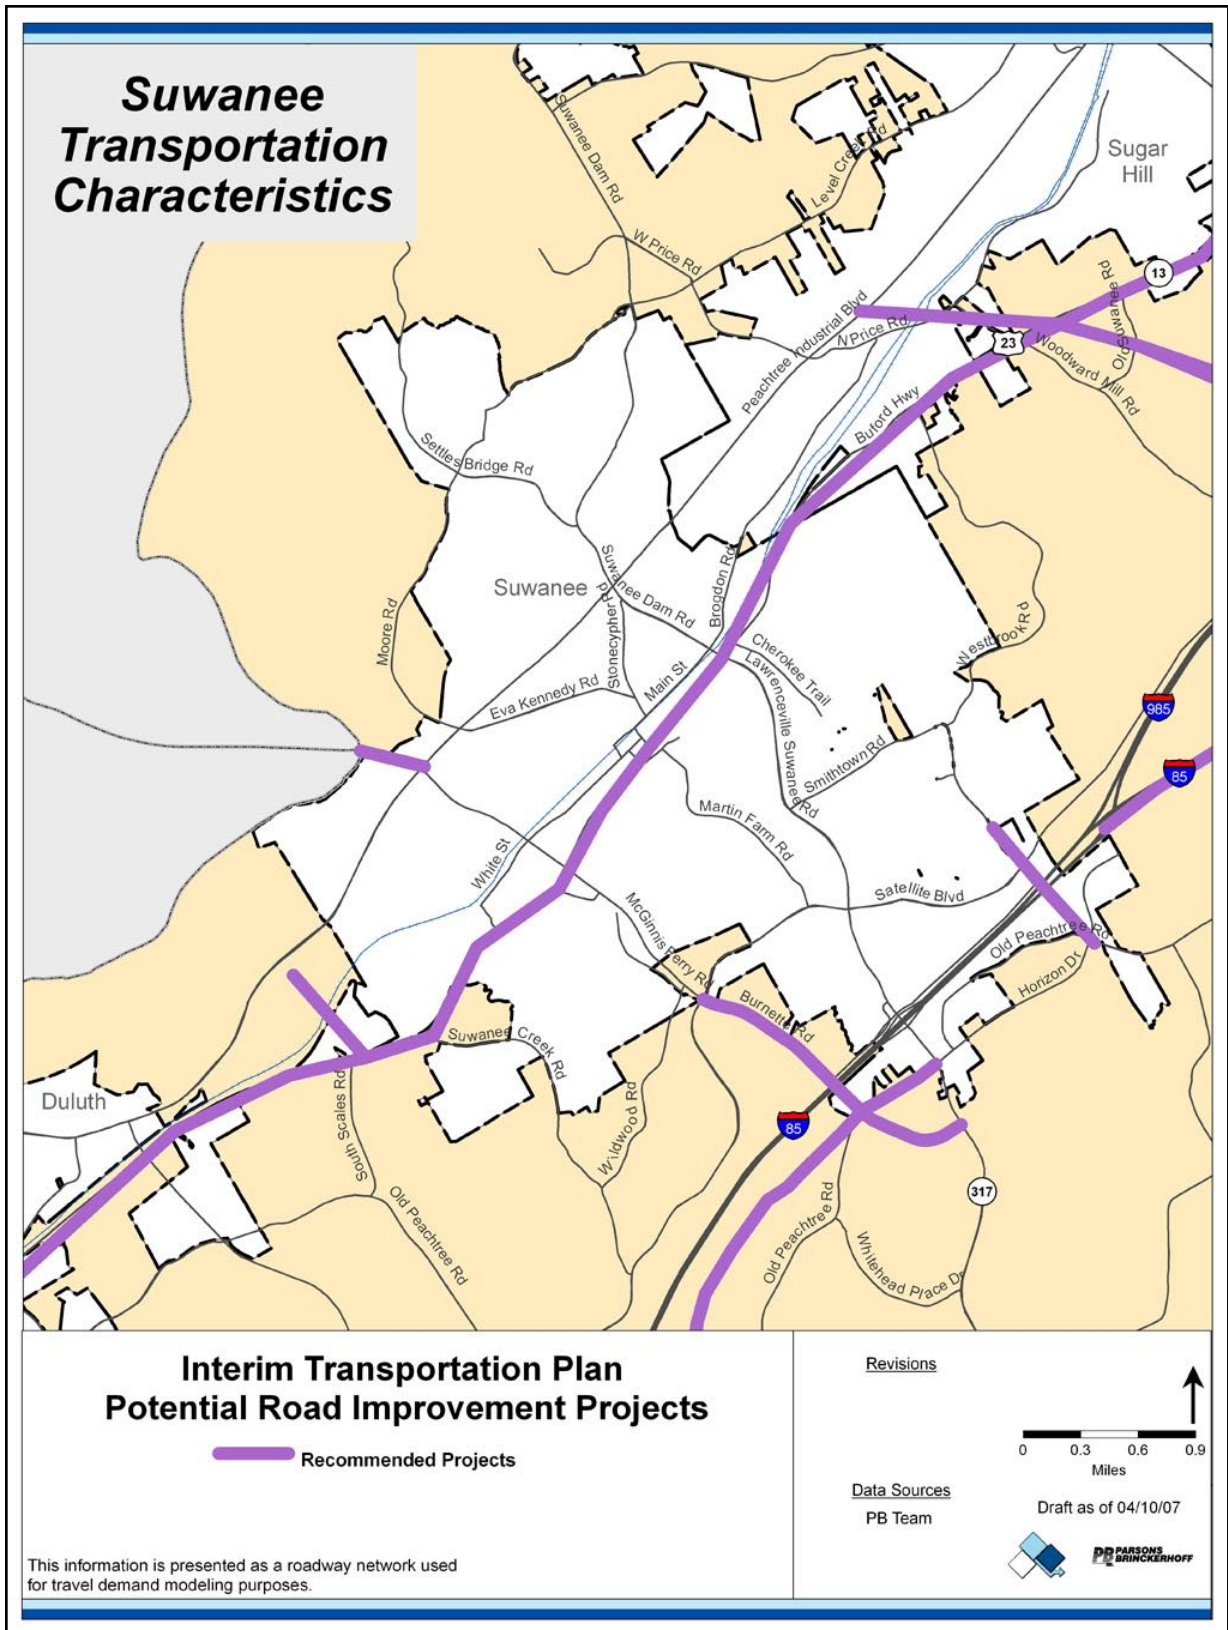 Suwanee
Transportation
Characteristics
Sugar
Hill
Suwanee Dam Rd
Level Creek Rd
W Price Rd
13
Old Suwanee Rd
Peachtree Industrial Blvd
N Price Rd
23
Woodward Mill Rd
Buford Hwy
Settles Bridge Rd
Suwanee
Suwanee Dam Rd
Brogdon Rd
Stonecypher Rd
Moore Rd
Westbrook Rd
Cherokee Trail
Lawrenceville Suwanee Rd
Main St
Eva Kennedy Rd
985
Smithtown Rd
85
Martin Farm Rd
White St
Satellite Blvd
McGinnis Ferry Rd
Old Peachtree Rd
Horizon Dr
Burnette Rd
Suwanee Creek Rd
Duluth
South Scales Rd
Wildwood Rd
85
317
Old Peachtree Rd
Old Peachtree Rd
Whitehead Place Dr
Interim Transportation Plan
Potential Road Improvement Projects
Recommended Projects
This information is presented as a roadway network used
for travel demand modeling purposes.
Revisions
0 0.3 0.6 0.9
Miles
Data Sources
PB Team
Draft as of 04/10/07
PB PARSONS
BRINCKERHOFF